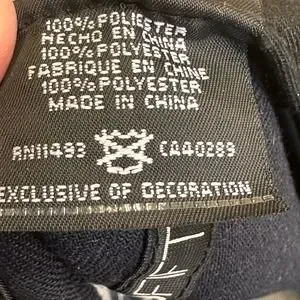 100% POLIESTER
HECHO EN CHINA
100% POLYESTER
FABRIQUE EN CHINE
100% POLYESTER
MADE IN CHINA
RN11493 CA40289
EXCLUSIVE OF DECORATION